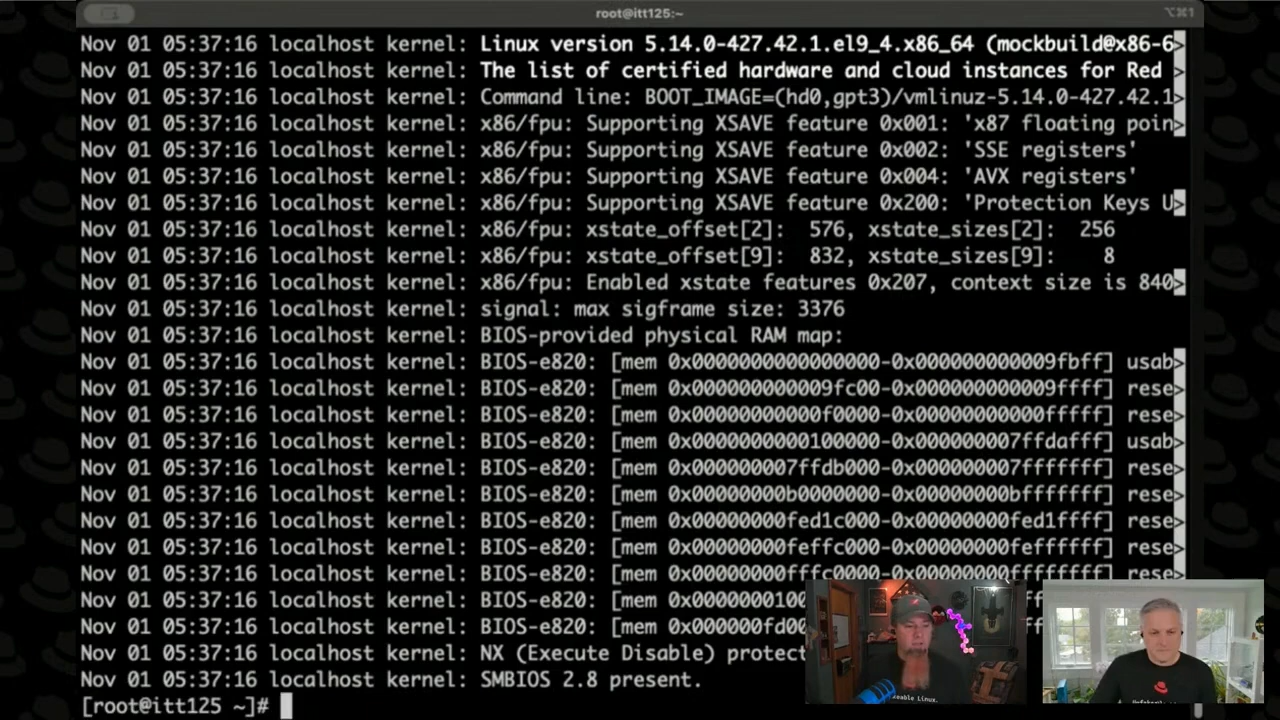 root@itt125:~
⌥⌘1
Nov 01 05:37:16 localhost kernel: Linux version 5.14.0-427.42.1.el9_4.x86_64 (mockbuild@x86-6>
Nov 01 05:37:16 localhost kernel: The list of certified hardware and cloud instances for Red >
Nov 01 05:37:16 localhost kernel: Command line: BOOT_IMAGE=(hd0,gpt3)/vmlinuz-5.14.0-427.42.1>
Nov 01 05:37:16 localhost kernel: x86/fpu: Supporting XSAVE feature 0x001: 'x87 floating poin>
Nov 01 05:37:16 localhost kernel: x86/fpu: Supporting XSAVE feature 0x002: 'SSE registers'
Nov 01 05:37:16 localhost kernel: x86/fpu: Supporting XSAVE feature 0x004: 'AVX registers'
Nov 01 05:37:16 localhost kernel: x86/fpu: Supporting XSAVE feature 0x200: 'Protection Keys U>
Nov 01 05:37:16 localhost kernel: x86/fpu: xstate_offset[2]:  576, xstate_sizes[2]:  256
Nov 01 05:37:16 localhost kernel: x86/fpu: xstate_offset[9]:  832, xstate_sizes[9]:    8
Nov 01 05:37:16 localhost kernel: x86/fpu: Enabled xstate features 0x207, context size is 840>
Nov 01 05:37:16 localhost kernel: signal: max sigframe size: 3376
Nov 01 05:37:16 localhost kernel: BIOS-provided physical RAM map:
Nov 01 05:37:16 localhost kernel: BIOS-e820: [mem 0x0000000000000000-0x000000000009fbff] usab>
Nov 01 05:37:16 localhost kernel: BIOS-e820: [mem 0x000000000009fc00-0x000000000009ffff] rese>
Nov 01 05:37:16 localhost kernel: BIOS-e820: [mem 0x00000000000f0000-0x00000000000fffff] rese>
Nov 01 05:37:16 localhost kernel: BIOS-e820: [mem 0x0000000000100000-0x000000007ffdafff] usab>
Nov 01 05:37:16 localhost kernel: BIOS-e820: [mem 0x000000007ffdb000-0x000000007fffffff] rese>
Nov 01 05:37:16 localhost kernel: BIOS-e820: [mem 0x00000000b0000000-0x00000000bfffffff] rese>
Nov 01 05:37:16 localhost kernel: BIOS-e820: [mem 0x00000000fed1c000-0x00000000fed1ffff] rese>
Nov 01 05:37:16 localhost kernel: BIOS-e820: [mem 0x00000000feffc000-0x00000000feffffff] rese>
Nov 01 05:37:16 localhost kernel: BIOS-e820: [mem 0x00000000fffc0000-0x00000000ffffffff] rese>
Nov 01 05:37:16 localhost kernel: BIOS-e820: [mem 0x0000000100
Nov 01 05:37:16 localhost kernel: BIOS-e820: [mem 0x000000fd00
Nov 01 05:37:16 localhost kernel: NX (Execute Disable) protect
Nov 01 05:37:16 localhost kernel: SMBIOS 2.8 present.
[root@itt125 ~]#
Linux.